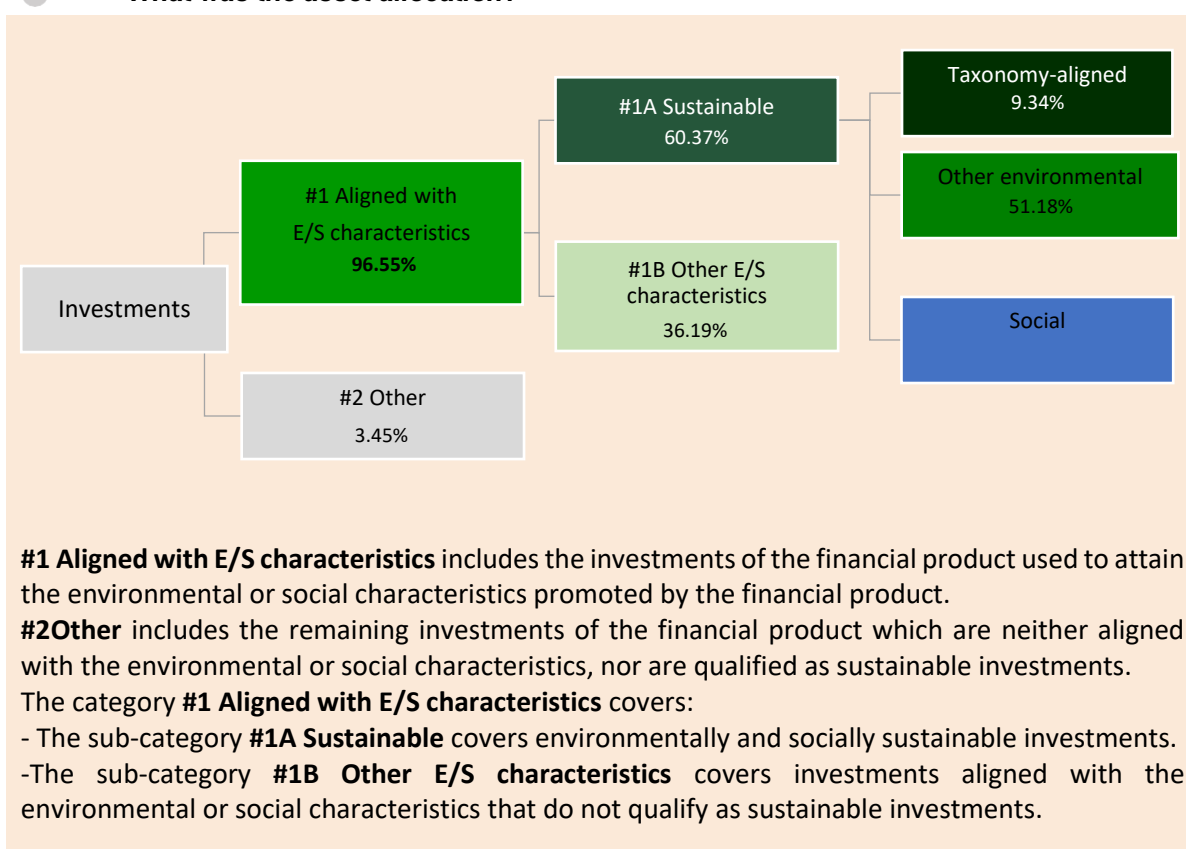 What was the asset allocation?
Taxonomy-aligned
9.34%
#1A Sustainable
60.37%
Other environmental
51.18%
#1 Aligned with
E/S characteristics
96.55%
#1B Other E/S
characteristics
36.19%
Investments
Social
#2 Other
3.45%
#1 Aligned with E/S characteristics includes the investments of the financial product used to attain
the environmental or social characteristics promoted by the financial product.
#2Other includes the remaining investments of the financial product which are neither aligned
with the environmental or social characteristics, nor are qualified as sustainable investments.
The category #1 Aligned with E/S characteristics covers:
- The sub-category #1A Sustainable covers environmentally and socially sustainable investments.
-The sub-category #1B Other E/S characteristics covers investments aligned with the
environmental or social characteristics that do not qualify as sustainable investments.